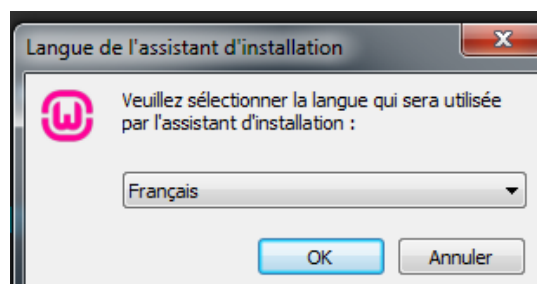 Langue de l'assistant d'installation
Veuillez sélectionner la langue qui sera utilisée
par l'assistant d'installation :
Français
OK
Annuler